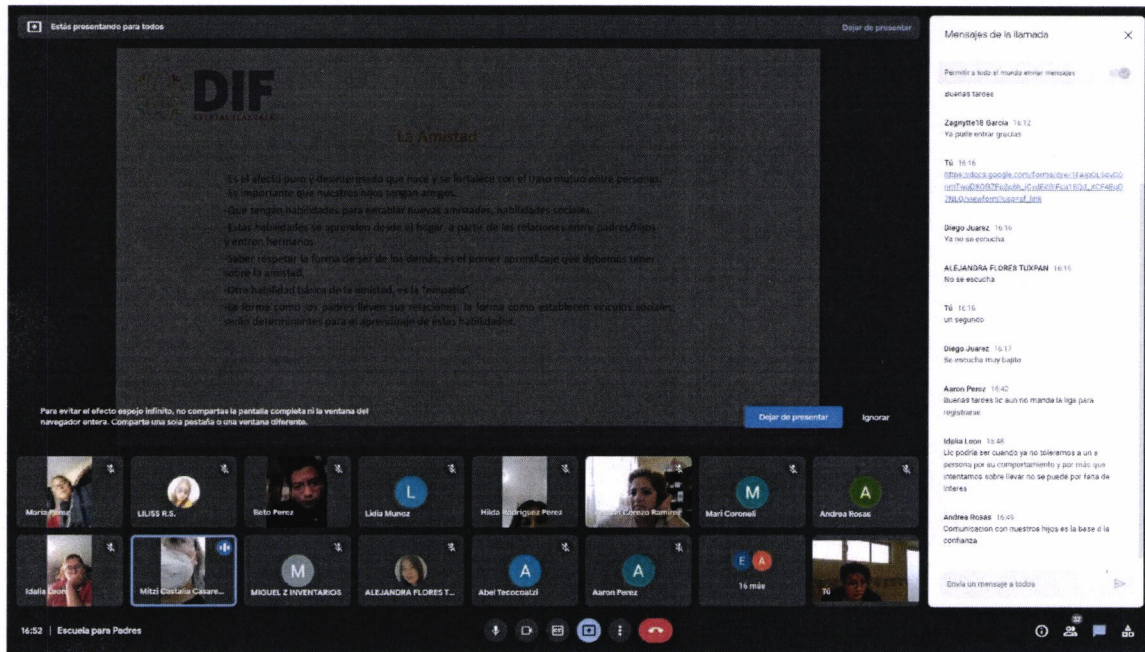 Estás presentando para todos
Dejar de presentar
DIF
ESTATAL TLAXCALA
La Amistad
-Es el afecto puro y desinteresado que nace y se fortalece con el trato mutuo entre personas.
-Es importante que nuestros hijos tengan amigos.
-Que tengan habilidades para entablar nuevas amistades, habilidades sociales.
-Estas habilidades se aprenden desde el hogar, a partir de las relaciones entre padres/hijos
y entre hermanos.
-Saber respetar la forma de ser de los demás, es el primer aprendizaje que debemos tener
sobre la amistad.
-Otra habilidad básica de la amistad, es la "empatía".
-La forma como los padres lleven sus relaciones, la forma como establecen vínculos sociales,
serán determinantes para el aprendizaje de estas habilidades.
Para evitar el efecto espejo infinito, no compartas la pantalla completa ni la ventana del
navegador entera. Comparte una sola pestaña o una ventana diferente.
Dejar de presentar
Ignorar
María Pérez
LILISS R.S.
Beto Perez
Lidia Munoz
L
Hilda Rodriguez Perez
Cerezo Ramirez
Mari Coroneli
M
Andrea Rosas
A
Idalia Leon
Mitzi Castalia Casare...
MIGUEL Z INVENTARIOS
M
ALEJANDRA FLORES T...
Abel Tecocoatzi
A
Aaron Perez
A
E A
16 más
Tú
16:52 | Escuela para Padres
32
Mensajes de la llamada
Permitir a todo el mundo enviar mensajes
Buenas tardes
Zagnytte18 Garcia 16:12
Ya pude entrar gracias
Tú 16:16
Diego Juarez 16:16
Ya no se escucha
ALEJANDRA FLORES TUXPAN 16:16
No se escucha
Tú 16:16
un segundo
Diego Juarez 16:17
Se escucha muy bajito
Aaron Perez 16:42
Buenas tardes lic aun no manda la liga para
registrarse
Idalia Leon 16:48
Lic podría ser cuando ya no toleramos a un a
persona por su comportamiento y por más que
intentamos sobre llevar no se puede por falta de
interes
Andrea Rosas 16:49
Comunicacion con nuestros hijos es la base d la
confianza
Envía un mensaje a todos